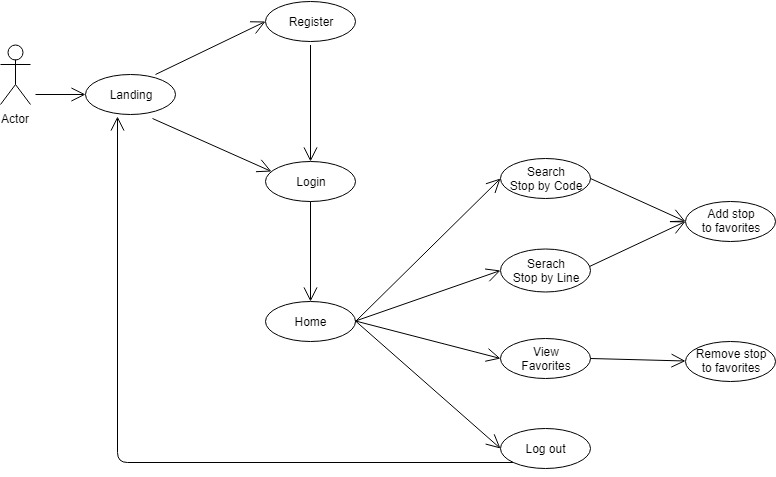 Register
Landing
Actor
Login
Search
Stop by Code
Add stop
to favorites
Serach
Stop by Line
Home
View
Favorites
Remove stop
to favorites
Log out